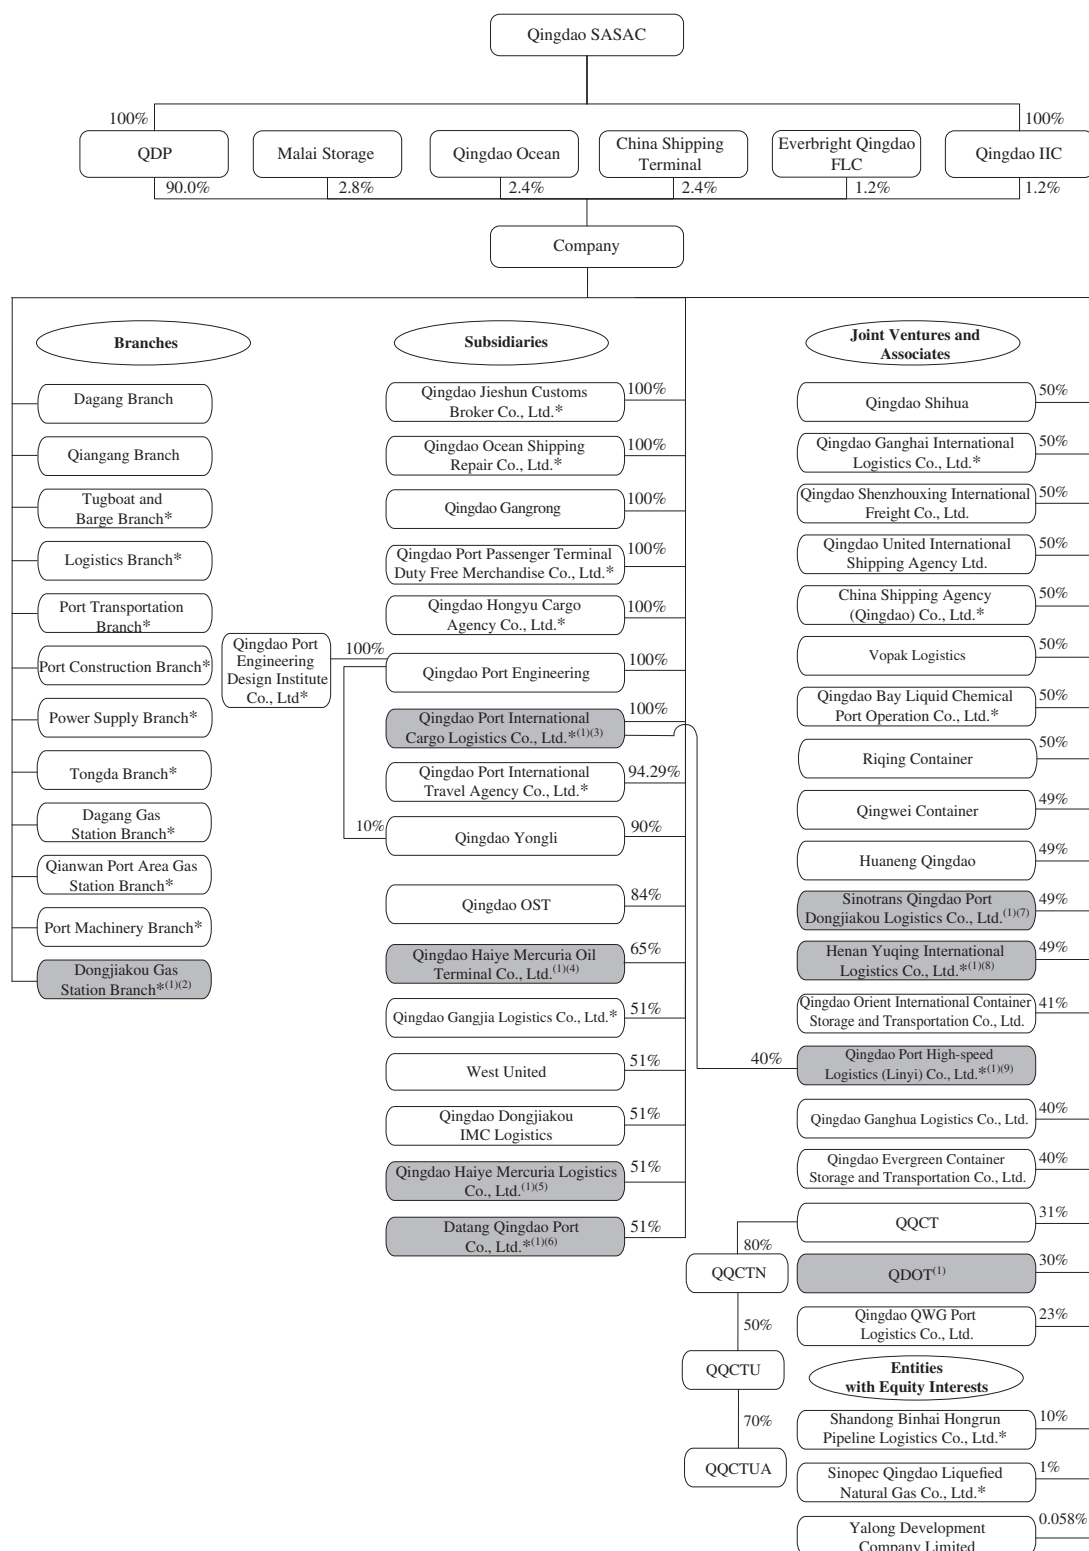 Qingdao SASAC
100%
100%
QDP
Malai Storage
Qingdao Ocean
China Shipping
Terminal
Everbright Qingdao
FLC
Qingdao IIC
90.0%
2.8%
2.4%
2.4%
1.2%
1.2%
Company
Branches
Dagang Branch
Qiangang Branch
Tugboat and
Barge Branch*
Logistics Branch*
Port Transportation
Branch*
Port Construction Branch*
Power Supply Branch*
Tongda Branch*
Dagang Gas
Station Branch*
Qianwan Port Area Gas
Station Branch*
Port Machinery Branch*
Dongjiakou Gas
Station Branch*(1)(2)
Qingdao Port
Engineering
Design Institute
Co., Ltd*
100%
10%
Subsidiaries
Qingdao Jieshun Customs
Broker Co., Ltd.*
100%
Qingdao Ocean Shipping
Repair Co., Ltd.*
100%
Qingdao Gangrong
100%
Qingdao Port Passenger Terminal
Duty Free Merchandise Co., Ltd.*
100%
Qingdao Hongyu Cargo
Agency Co., Ltd.*
100%
Qingdao Port Engineering
100%
Qingdao Port International
Cargo Logistics Co., Ltd.*(1)(3)
100%
Qingdao Port International
Travel Agency Co., Ltd.*
94.29%
Qingdao Yongli
90%
Qingdao OST
84%
Qingdao Haiye Mercuria Oil
Terminal Co., Ltd.(1)(4)
65%
Qingdao Gangjia Logistics Co., Ltd.*
51%
West United
51%
Qingdao Dongjiakou
IMC Logistics
51%
Qingdao Haiye Mercuria Logistics
Co., Ltd.(1)(5)
51%
Datang Qingdao Port
Co., Ltd.*(1)(6)
51%
Joint Ventures and
Associates
Qingdao Shihua
50%
Qingdao Ganghai International
Logistics Co., Ltd.*
50%
Qingdao Shenzhouxing International
Freight Co., Ltd.
50%
Qingdao United International
Shipping Agency Ltd.
50%
China Shipping Agency
(Qingdao) Co., Ltd.*
50%
Vopak Logistics
50%
Qingdao Bay Liquid Chemical
Port Operation Co., Ltd.*
50%
Riqing Container
50%
Qingwei Container
49%
Huaneng Qingdao
49%
Sinotrans Qingdao Port
Dongjiakou Logistics Co., Ltd.(1)(7)
49%
Henan Yuqing International
Logistics Co., Ltd.*(1)(8)
49%
Qingdao Orient International Container
Storage and Transportation Co., Ltd.
41%
40%
Qingdao Port High-speed
Logistics (Linyi) Co., Ltd.*(1)(9)
Qingdao Ganghua Logistics Co., Ltd.
40%
Qingdao Evergreen Container
Storage and Transportation Co., Ltd.
40%
QQCT
31%
80%
QQCTN
QDOT(1)
30%
50%
Qingdao QWG Port
Logistics Co., Ltd.
23%
QQCTU
70%
QQCTUA
Entities
with Equity Interests
Shandong Binhai Hongrun
Pipeline Logistics Co., Ltd.*
10%
Sinopec Qingdao Liquefied
Natural Gas Co., Ltd.*
1%
Yalong Development
Company Limited
0.058%